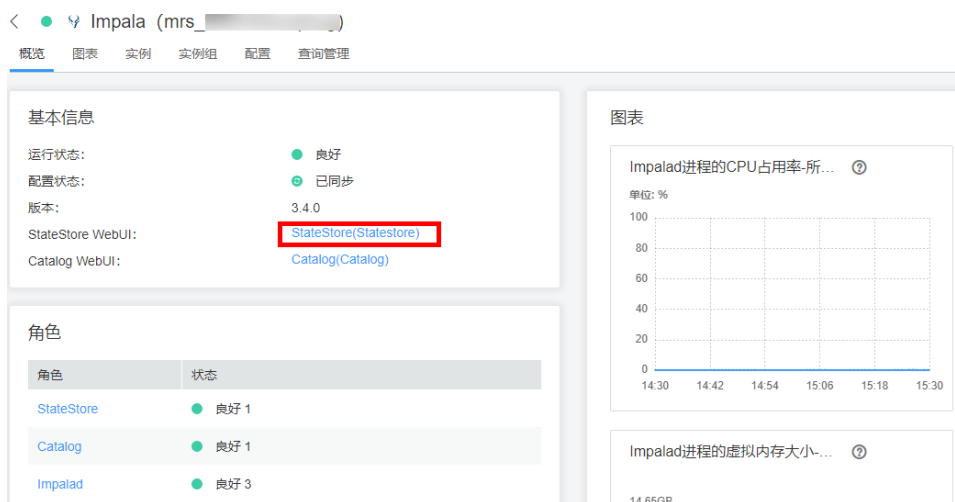 Impala（mrs_ )
概览 图表 实例 实例组 配置 查询管理
基本信息
运行状态： 良好
配置状态： 已同步
版本： 3.4.0
StateStore WebUI： StateStore(Statestore)
Catalog WebUI： Catalog(Catalog)
角色
角色 状态
StateStore 良好 1
Catalog 良好 1
Impalad 良好 3
图表
Impalad进程的CPU占用率-所...
单位: %
100
80
60
40
20
0
14:30 14:42 14:54 15:06 15:18 15:30
Impalad进程的虚拟内存大小-...
14.65GB